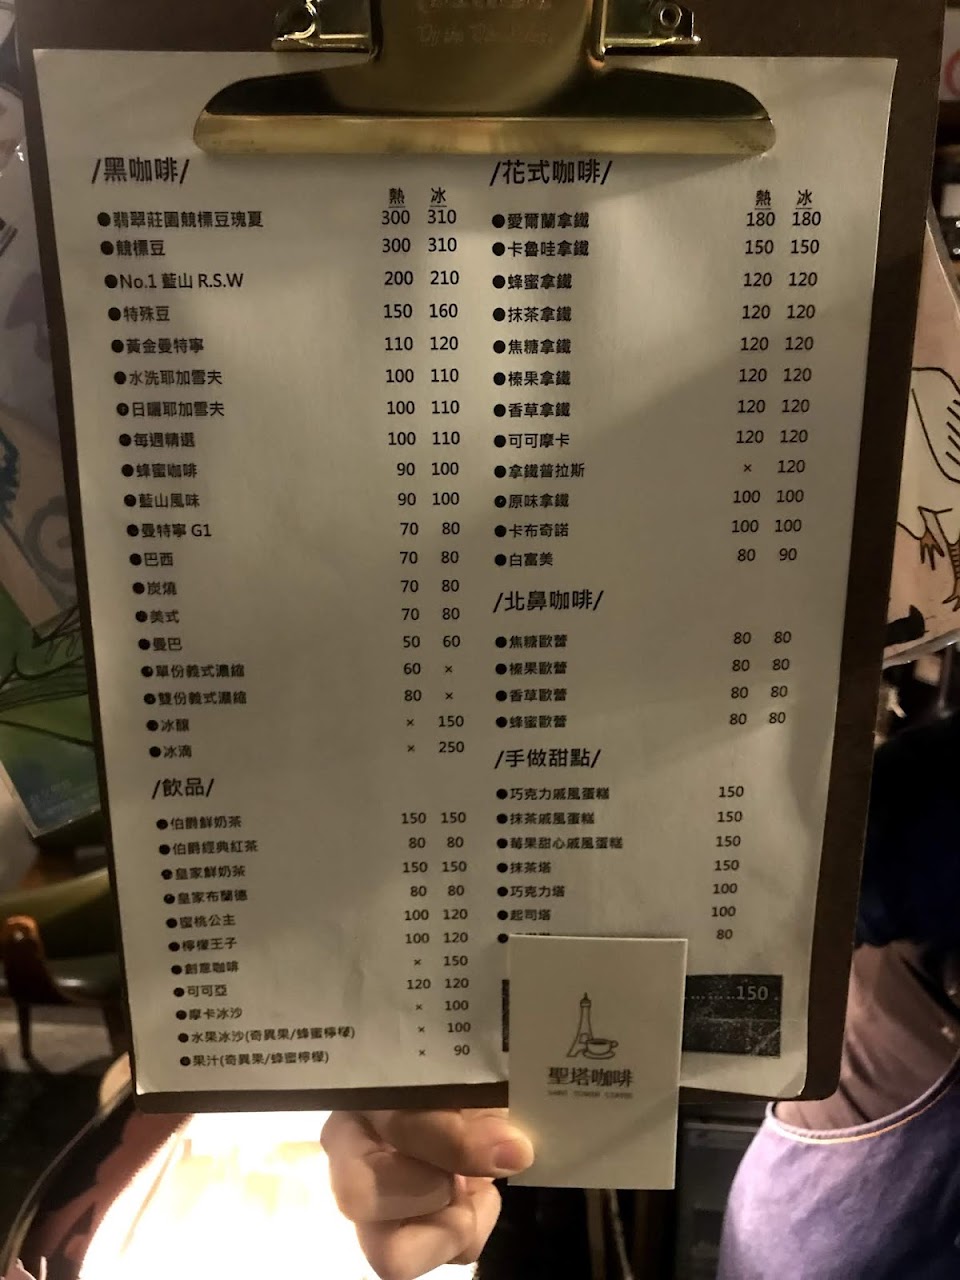 /黑咖啡/
熱 冰
●翡翠莊園競標豆瑰夏 300 310
●競標豆 300 310
●No.1 藍山 R.S.W 200 210
●特殊豆 150 160
●黃金曼特寧 110 120
●水洗耶加雪夫 100 110
●日曬耶加雪夫 100 110
●每週精選 100 110
●蜂蜜咖啡 90 100
●藍山風味 90 100
●曼特寧 G1 70 80
●巴西 70 80
●炭燒 70 80
●美式 70 80
●曼巴 50 60
●單份義式濃縮 60 ×
●雙份義式濃縮 80 ×
●冰釀 × 150
●冰滴 × 250
/飲品/
●伯爵鮮奶茶 150 150
●伯爵經典紅茶 80 80
●皇家鮮奶茶 150 150
●皇家布蘭德 80 80
●蜜桃公主 100 120
●檸檬王子 100 120
●創意咖啡 × 150
●可可亞 120 120
●摩卡冰沙 × 100
●水果冰沙(奇異果/蜂蜜檸檬) × 100
●果汁(奇異果/蜂蜜檸檬) × 90
/花式咖啡/
熱 冰
●愛爾蘭拿鐵 180 180
●卡魯哇拿鐵 150 150
●蜂蜜拿鐵 120 120
●抹茶拿鐵 120 120
●焦糖拿鐵 120 120
●榛果拿鐵 120 120
●香草拿鐵 120 120
●可可摩卡 120 120
●拿鐵普拉斯 × 120
●原味拿鐵 100 100
●卡布奇諾 100 100
●白富美 80 90
/北鼻咖啡/
●焦糖歐蕾 80 80
●榛果歐蕾 80 80
●香草歐蕾 80 80
●蜂蜜歐蕾 80 80
/手做甜點/
●巧克力戚風蛋糕 150
●抹茶戚風蛋糕 150
●莓果甜心戚風蛋糕 150
●抹茶塔 150
●巧克力塔 100
●起司塔 100
80
150
聖塔咖啡
SAINT TOWER COFFEE